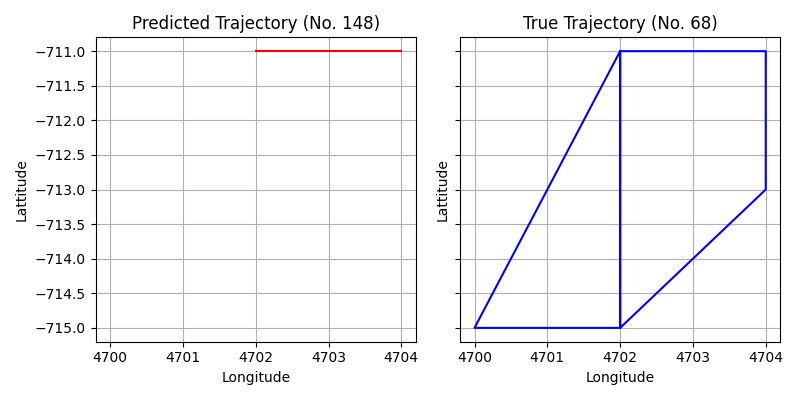 Predicted Trajectory (No. 148)
−711.0
−711.5
−712.0
−712.5
−713.0
−713.5
−714.0
−714.5
−715.0
Lattitude
4700 4701 4702 4703 4704
Longitude
True Trajectory (No. 68)
Lattitude
4700 4701 4702 4703 4704
Longitude